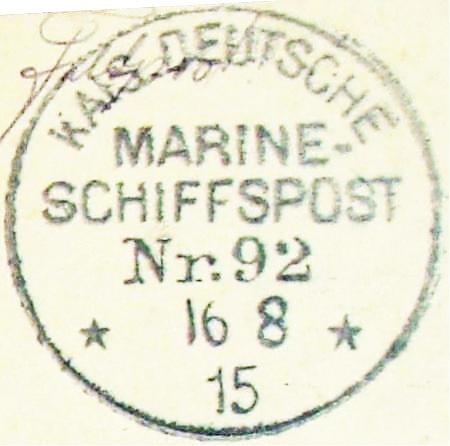 KAIS. DEUTSCHE
MARINE-
SCHIFFSPOST
Nr. 92
16 8
15